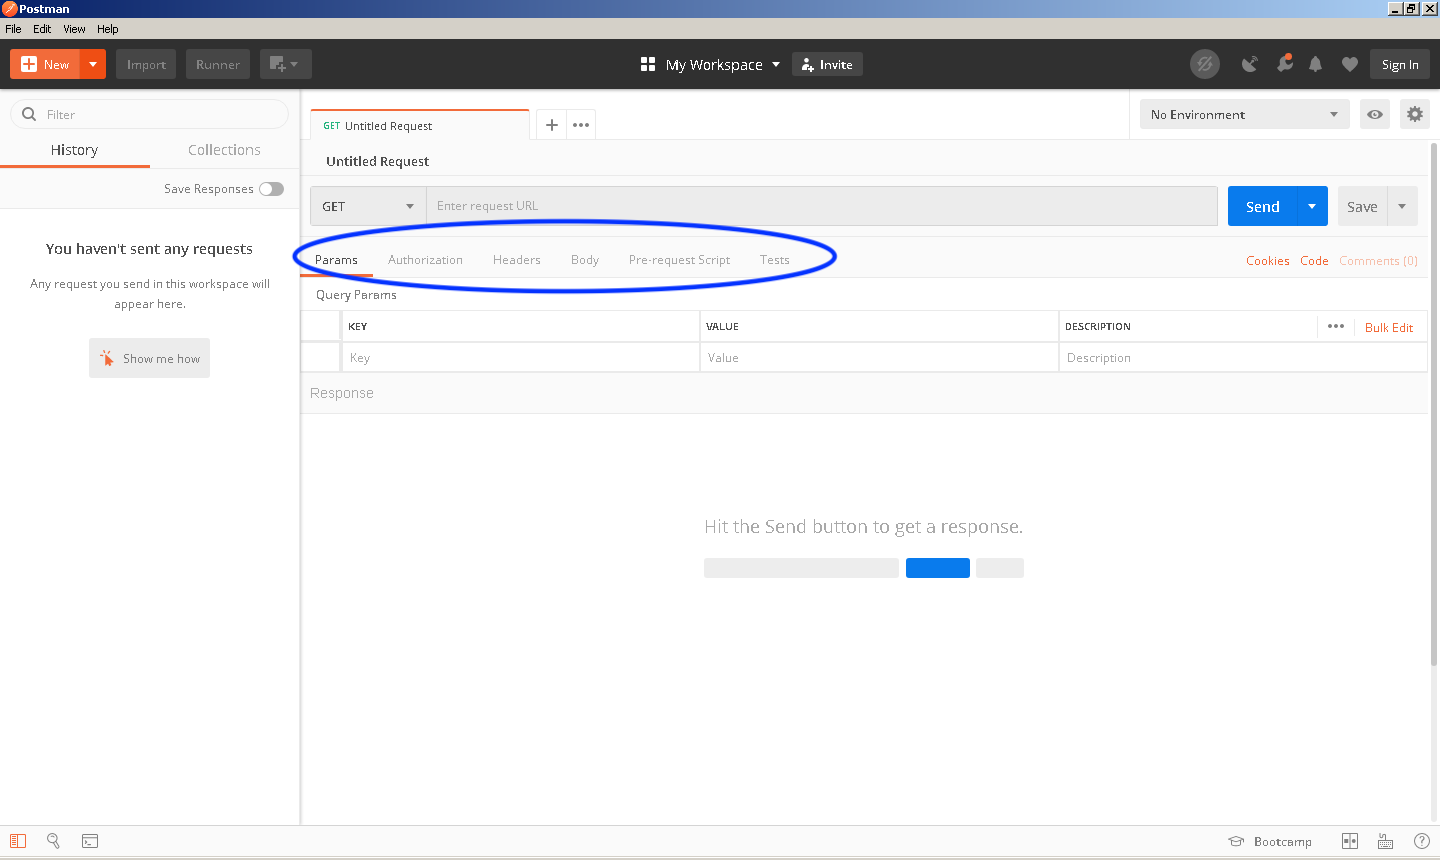 Postman
File Edit View Help
New Import Runner My Workspace Invite Sign In
Filter
History Collections
Save Responses
You haven't sent any requests
Any request you send in this workspace will
appear here.
Show me how
GET Untitled Request
No Environment
Untitled Request
GET Enter request URL Send Save
Params Authorization Headers Body Pre-request Script Tests Cookies Code Comments (0)
Query Params
KEY VALUE DESCRIPTION Bulk Edit
Key Value Description
Response
Hit the Send button to get a response.
Bootcamp